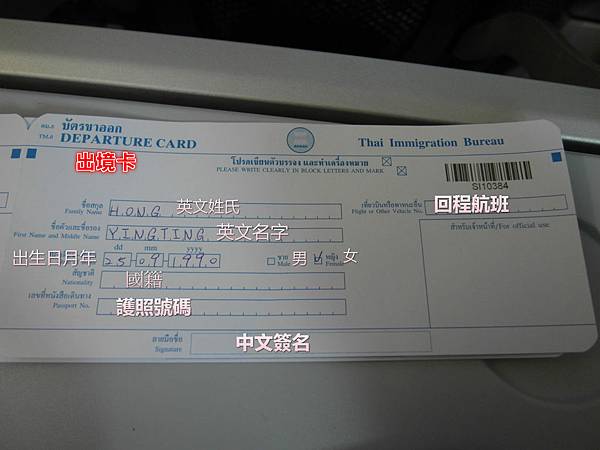 ตม.6 บัตรขาออก
TM.6 DEPARTURE CARD
出境卡
Thai Immigration Bureau
โปรดเขียนตัวบรรจง และทำเครื่องหมาย ☒
PLEASE WRITE CLEARLY IN BLOCK LETTERS AND MARK ☒
SI10384
ชื่อสกุล
Family Name HONG 英文姓氏
เที่ยวบินหรือพาหนะอื่น
Flight or Other Vehicle No. 回程航班
ชื่อตัวและชื่อรอง
First Name and Middle Name YINGTING 英文名字
สำหรับเจ้าหน้าที่/For official use
dd mm yyyy
出生日月年 25-09-1990 ชาย Male 男 หญิง Female 女
สัญชาติ
Nationality 國籍
เลขที่หนังสือเดินทาง
Passport No. 護照號碼
ลายมือชื่อ
Signature 中文簽名